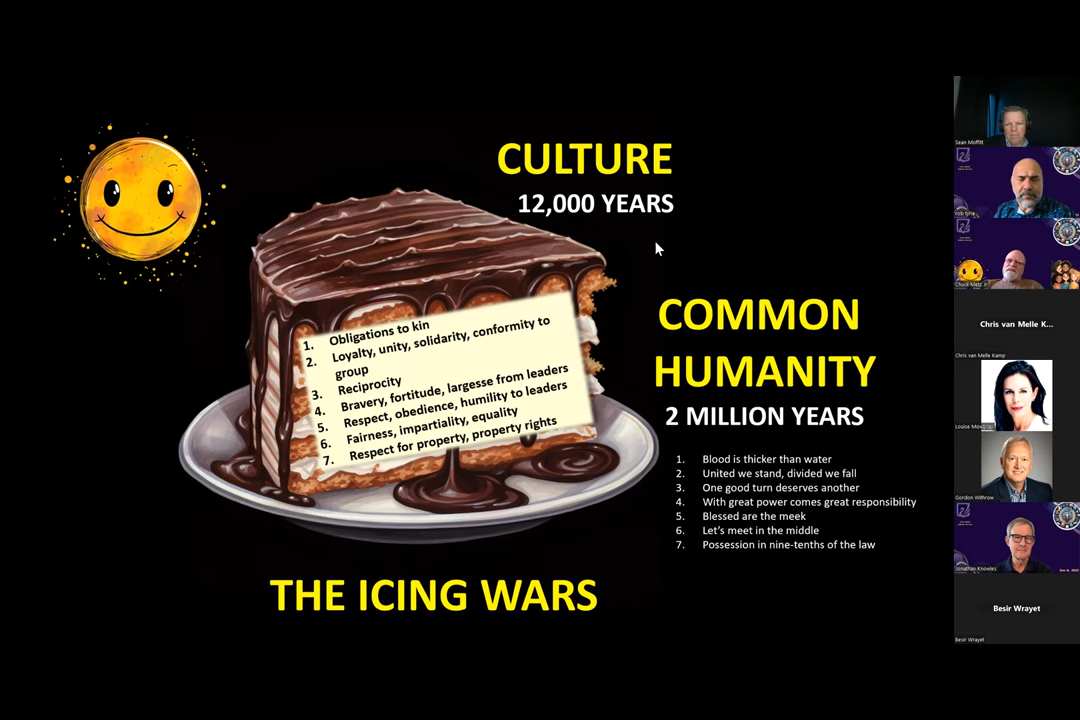 CULTURE
12,000 YEARS
COMMON
HUMANITY
2 MILLION YEARS
1. Obligations to kin
2. Loyalty, unity, solidarity, conformity to
group
3. Reciprocity
4. Bravery, fortitude, largesse from leaders
5. Respect, obedience, humility to leaders
6. Fairness, impartiality, equality
7. Respect for property, property rights
1. Blood is thicker than water
2. United we stand, divided we fall
3. One good turn deserves another
4. With great power comes great responsibility
5. Blessed are the meek
6. Let's meet in the middle
7. Possession in nine-tenths of the law
THE ICING WARS
Sean Moffitt
Chuck Metz Jr
Chris van Melle K...
Chris van Melle Kamp
Louise
Gordon Withrow
Jonathan Knowles
Besir Wrayet
Besir Wrayet